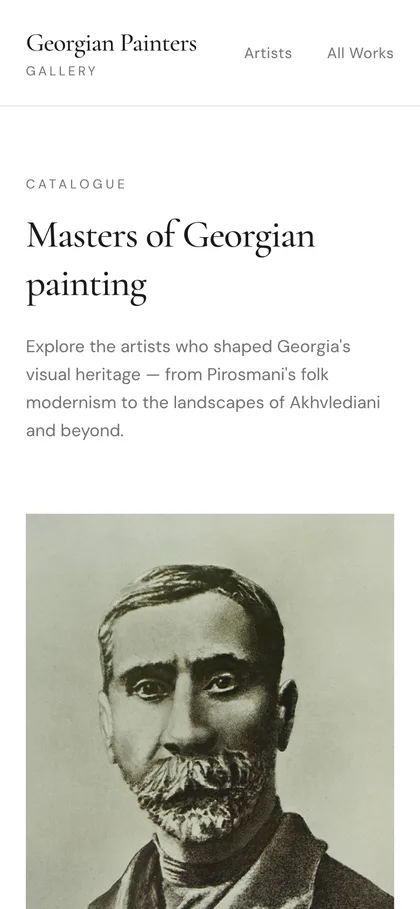 Georgian Painters
GALLERY
Artists
All Works
CATALOGUE
Masters of Georgian
painting
Explore the artists who shaped Georgia's
visual heritage — from Pirosmani's folk
modernism to the landscapes of Akhvlediani
and beyond.